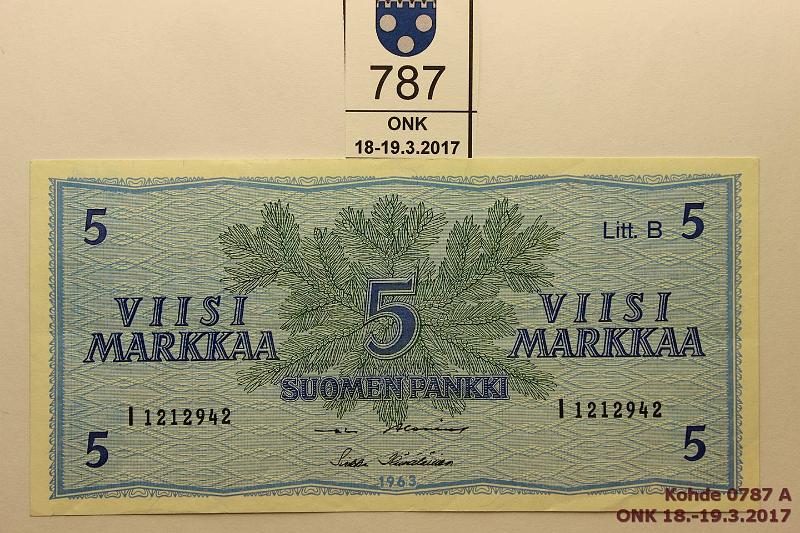 787
ONK
18-19.3.2017
5
Litt. B 5
5
VIISI MARKKAA
VIISI MARKKAA
SUOMEN PANKKI
I 1212942
I 1212942
5
5
1963
Kohde 0787 A
ONK 18.-19.3.2017